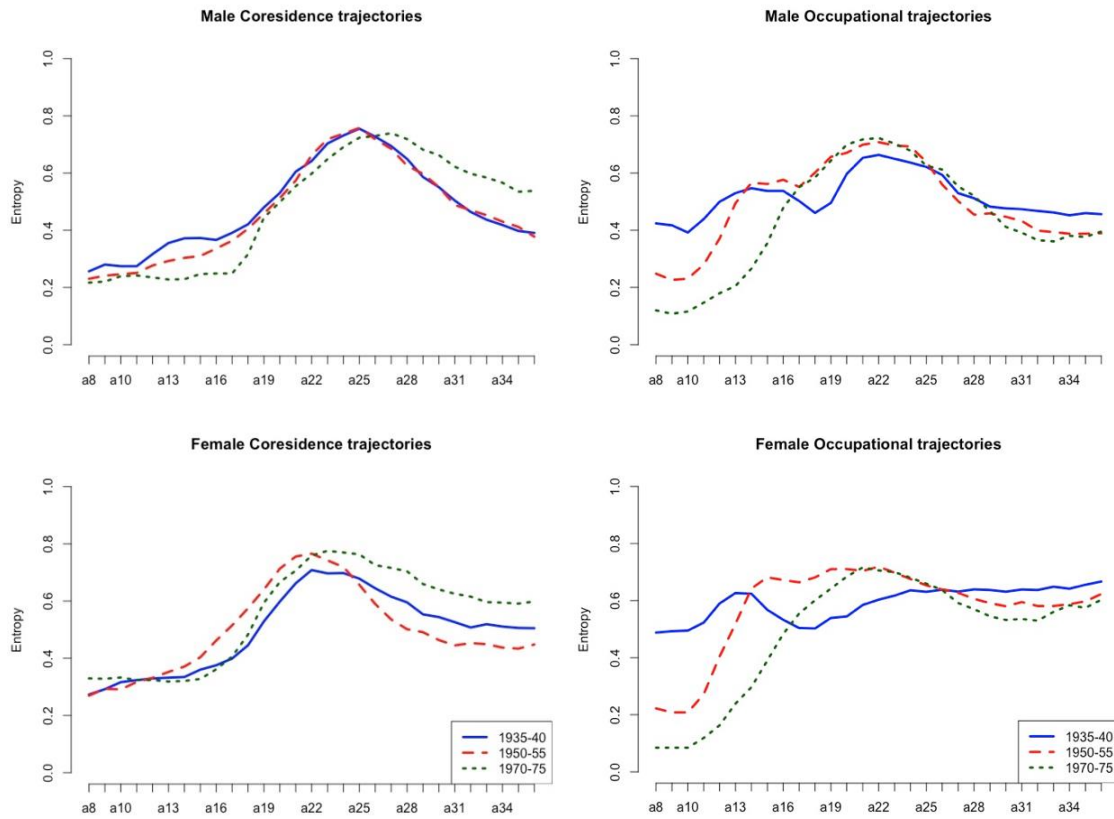 Male Coresidence trajectories
Entropy
1.0
0.8
0.6
0.4
0.2
0.0
a8 a10 a13 a16 a19 a22 a25 a28 a31 a34
Male Occupational trajectories
Entropy
1.0
0.8
0.6
0.4
0.2
0.0
a8 a10 a13 a16 a19 a22 a25 a28 a31 a34
Female Coresidence trajectories
Entropy
1.0
0.8
0.6
0.4
0.2
0.0
1935-40
1950-55
1970-75
a8 a10 a13 a16 a19 a22 a25 a28 a31 a34
Female Occupational trajectories
Entropy
1.0
0.8
0.6
0.4
0.2
0.0
1935-40
1950-55
1970-75
a8 a10 a13 a16 a19 a22 a25 a28 a31 a34